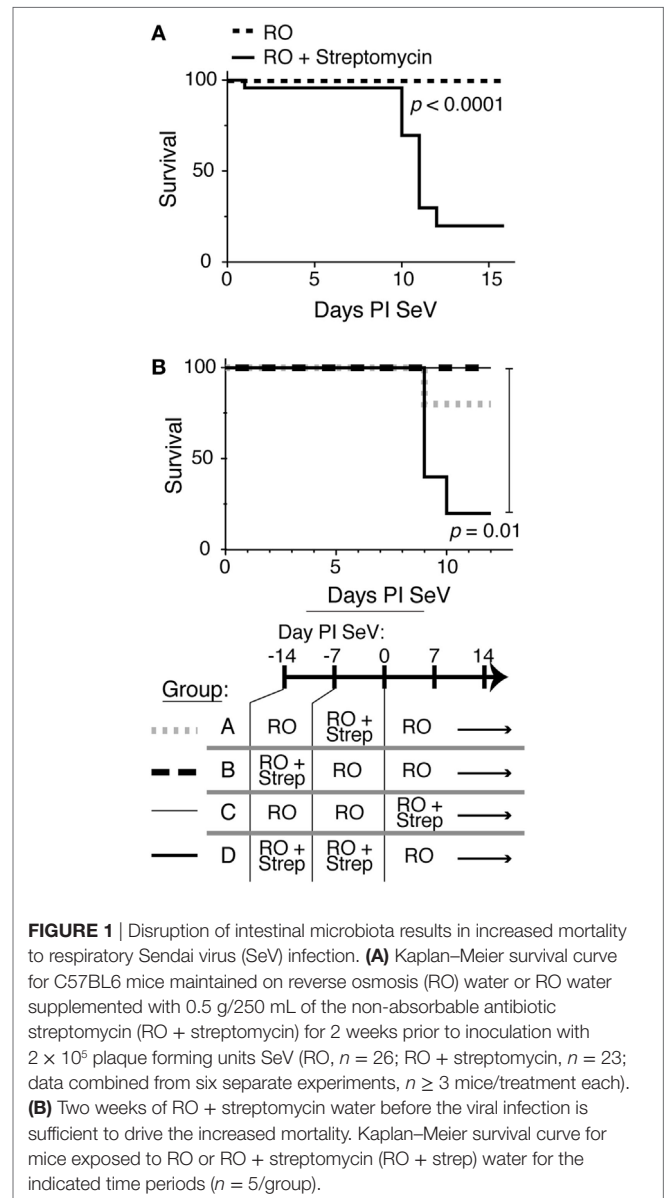 A
RO
RO + Streptomycin
100
50
0
Survival
p < 0.0001
0 5 10 15
Days PI SeV
B
100
50
0
Survival
p = 0.01
0 5 10
Days PI SeV
Day PI SeV:
-14 -7 0 7 14
Group:
A RO RO + Strep RO
B RO + Strep RO RO
C RO RO RO + Strep
D RO + Strep RO + Strep RO
FIGURE 1 | Disruption of intestinal microbiota results in increased mortality
to respiratory Sendai virus (SeV) infection. (A) Kaplan–Meier survival curve
for C57BL6 mice maintained on reverse osmosis (RO) water or RO water
supplemented with 0.5 g/250 mL of the non-absorbable antibiotic
streptomycin (RO + streptomycin) for 2 weeks prior to inoculation with
2 × 10⁵ plaque forming units SeV (RO, n = 26; RO + streptomycin, n = 23;
data combined from six separate experiments, n ≥ 3 mice/treatment each).
(B) Two weeks of RO + streptomycin water before the viral infection is
sufficient to drive the increased mortality. Kaplan–Meier survival curve for
mice exposed to RO or RO + streptomycin (RO + strep) water for the
indicated time periods (n = 5/group).